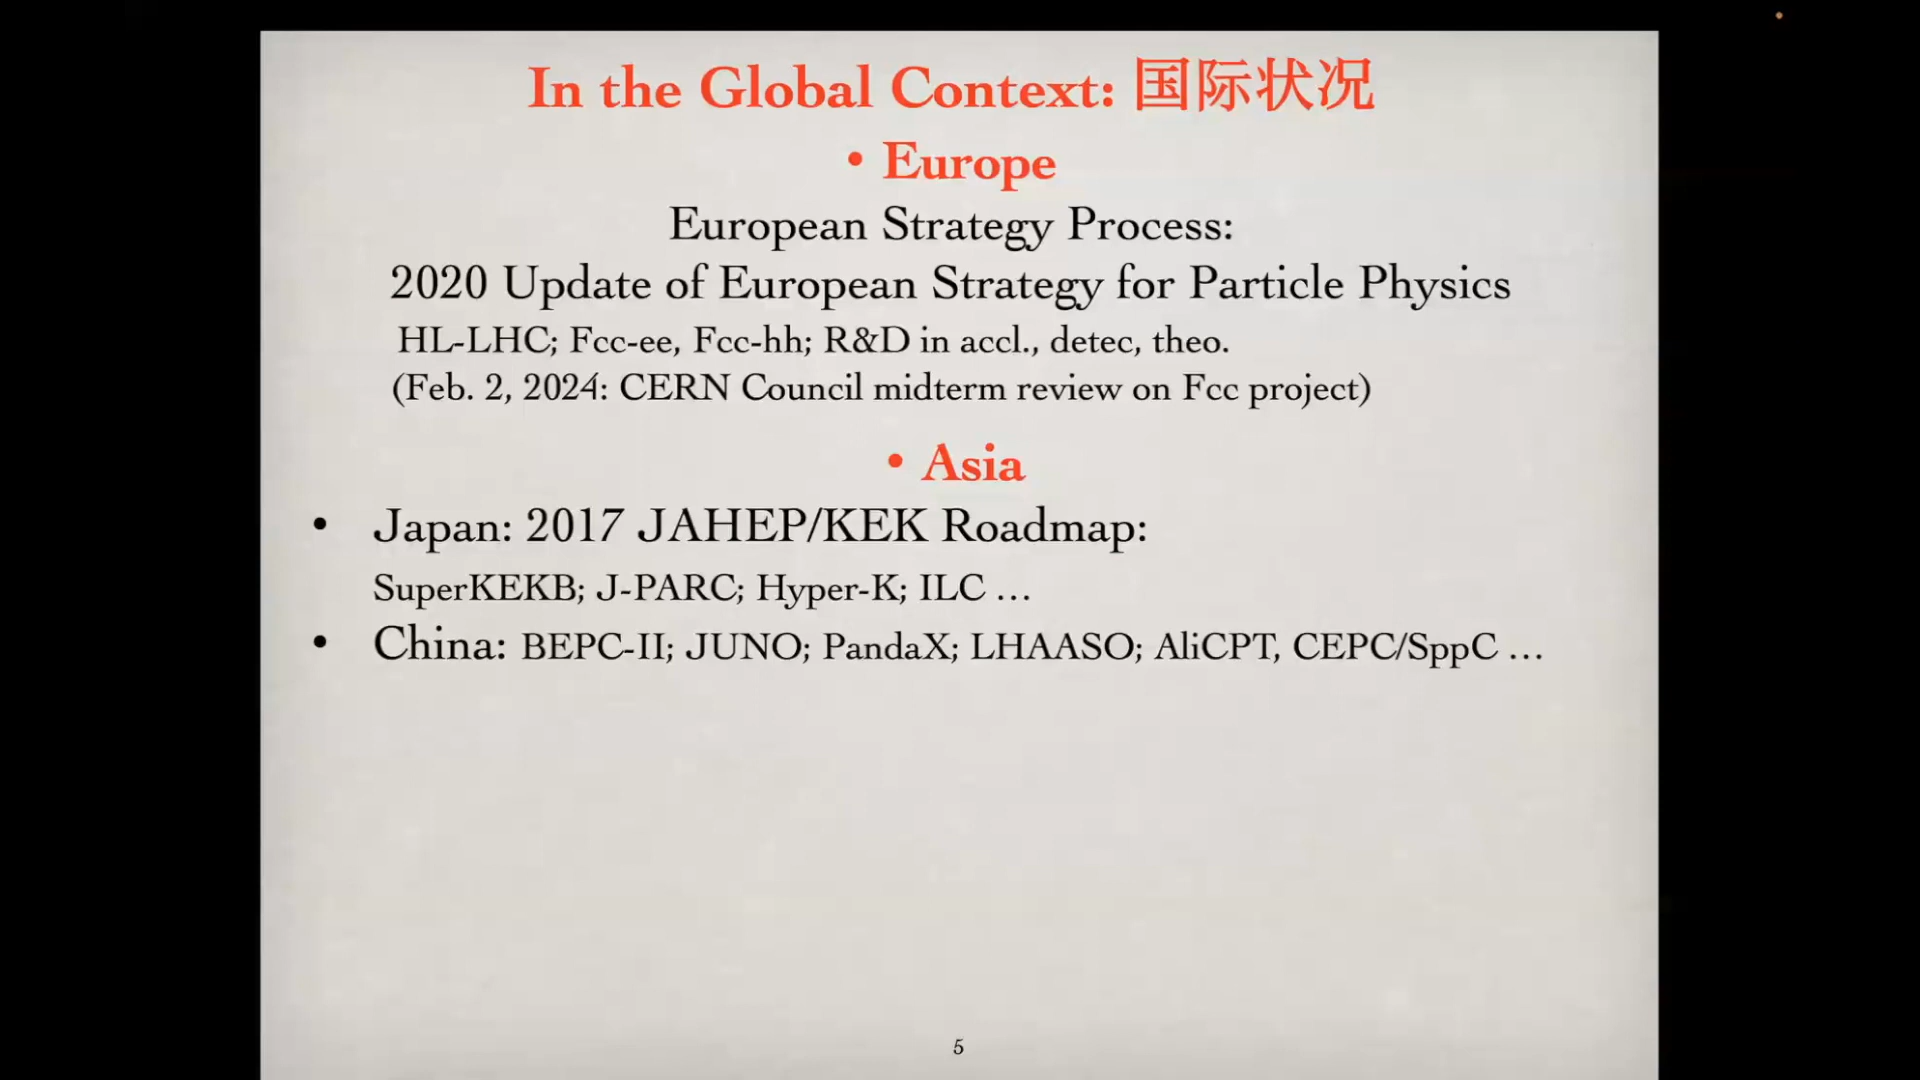 In the Global Context: 国际状况
• Europe
European Strategy Process:
2020 Update of European Strategy for Particle Physics
HL-LHC; Fcc-ee, Fcc-hh; R&D in accl., detec, theo.
(Feb. 2, 2024: CERN Council midterm review on Fcc project)
• Asia
• Japan: 2017 JAHEP/KEK Roadmap:
SuperKEKB; J-PARC; Hyper-K; ILC …
• China: BEPC-II; JUNO; PandaX; LHAASO; AliCPT, CEPC/SppC …
5